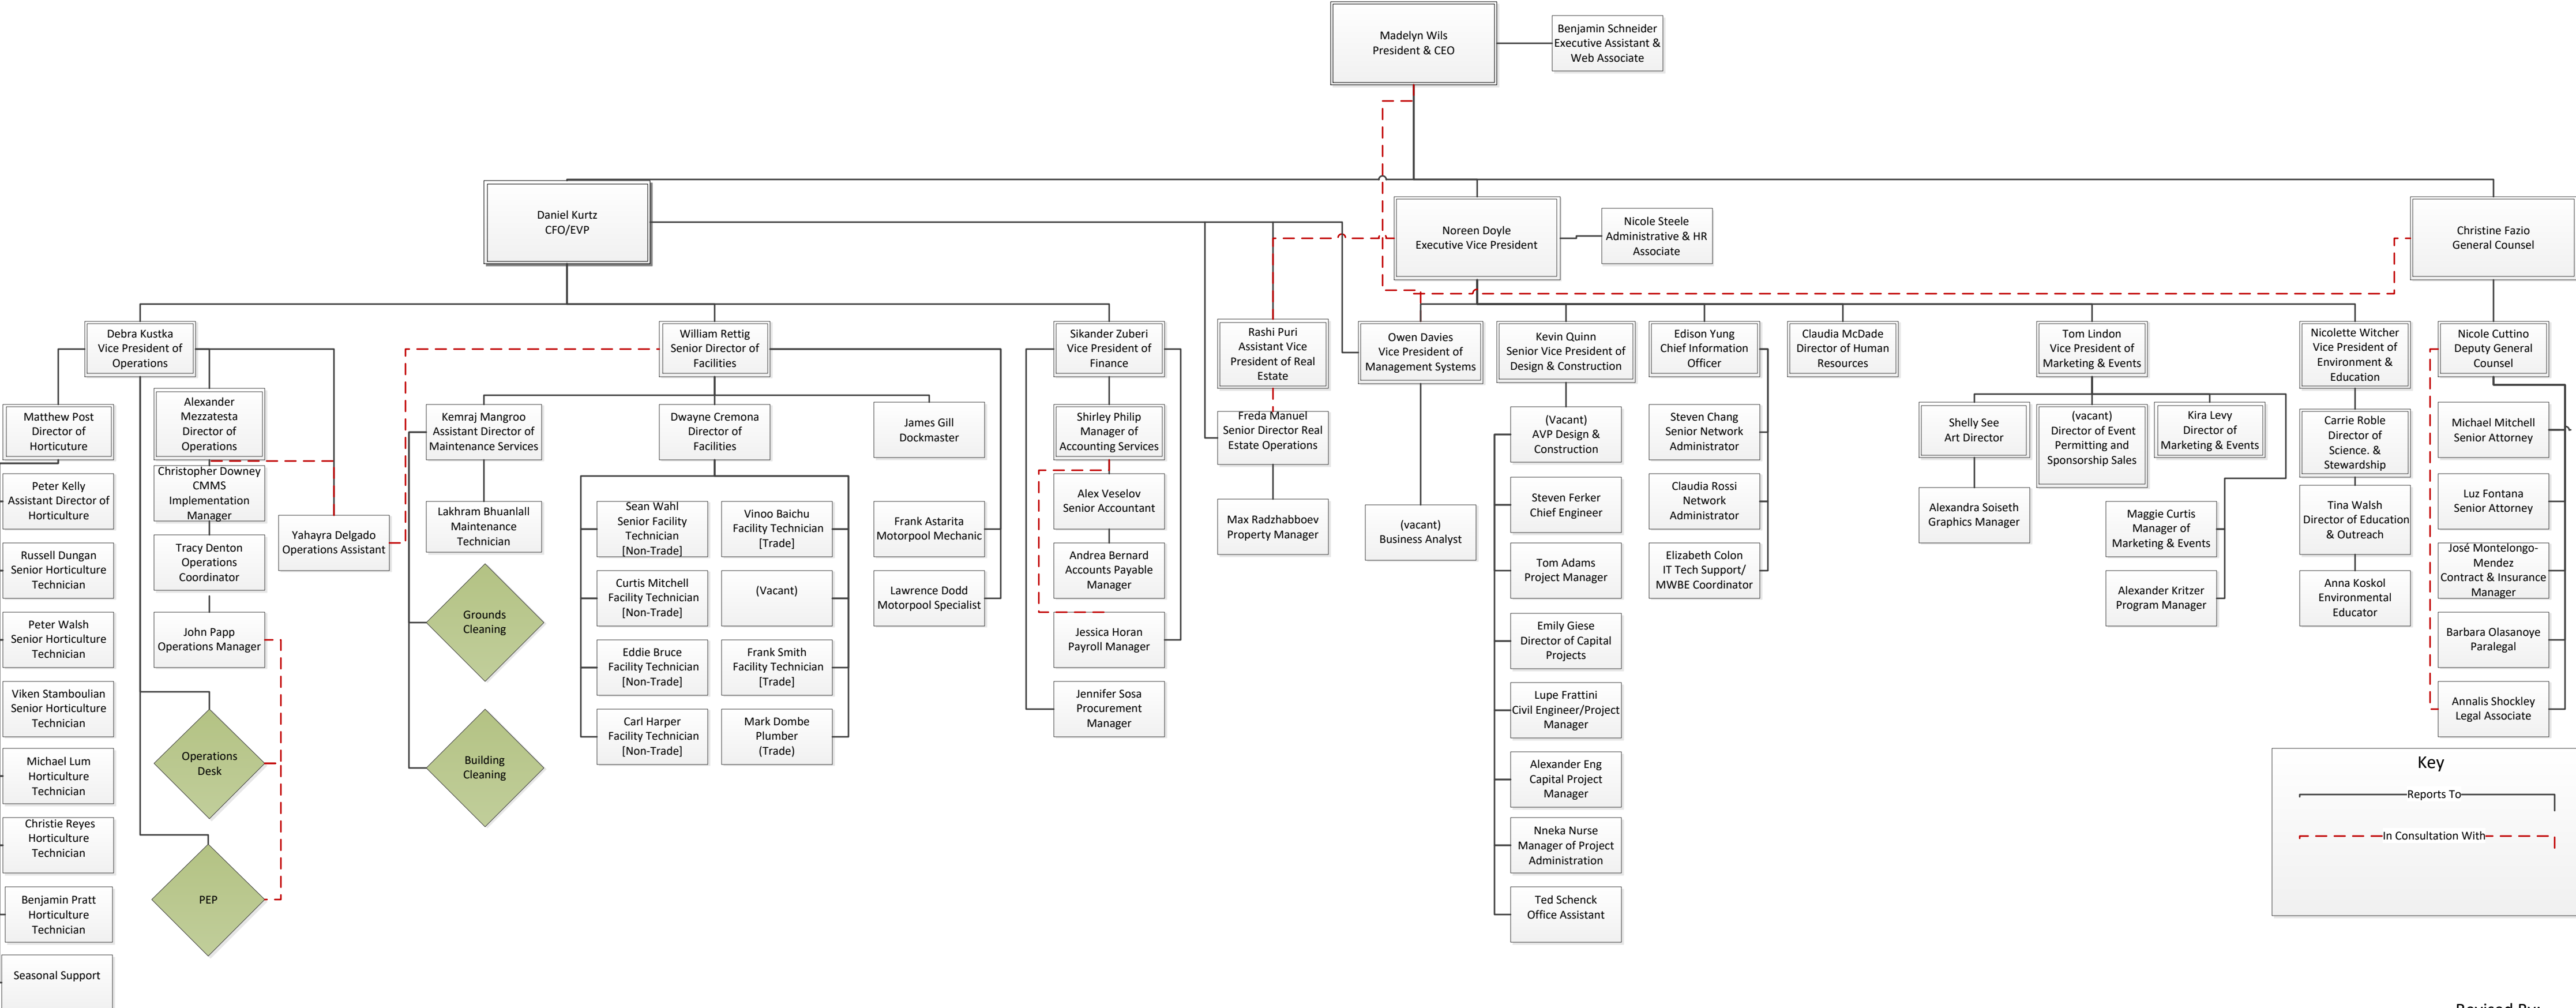 Madelyn Wils
President & CEO
Benjamin Schneider
Executive Assistant &
Web Associate
Daniel Kurtz
CFO/EVP
Noreen Doyle
Executive Vice President
Nicole Steele
Administrative & HR
Associate
Christine Fazio
General Counsel
Debra Kustka
Vice President of
Operations
William Rettig
Senior Director of
Facilities
Sikander Zuberi
Vice President of
Finance
Rashi Puri
Assistant Vice
President of Real
Estate
Owen Davies
Vice President of
Management Systems
Kevin Quinn
Senior Vice President of
Design & Construction
Edison Yung
Chief Information
Officer
Claudia McDade
Director of Human
Resources
Tom Lindon
Vice President of
Marketing & Events
Nicolette Witcher
Vice President of
Environment &
Education
Nicole Cuttino
Deputy General
Counsel
Matthew Post
Director of
Horticuture
Alexander
Mezzatesta
Director of
Operations
Kemraj Mangroo
Assistant Director of
Maintenance Services
Dwayne Cremona
Director of
Facilities
James Gill
Dockmaster
Shirley Philip
Manager of
Accounting Services
Freda Manuel
Senior Director Real
Estate Operations
(Vacant)
AVP Design &
Construction
Steven Chang
Senior Network
Administrator
Shelly See
Art Director
(vacant)
Director of Event
Permitting and
Sponsorship Sales
Kira Levy
Director of
Marketing & Events
Carrie Roble
Director of
Science. &
Stewardship
Michael Mitchell
Senior Attorney
Peter Kelly
Assistant Director of
Horticulture
Christopher Downey
CMMS
Implementation
Manager
Yahayra Delgado
Operations Assistant
Lakhram Bhuanlall
Maintenance
Technician
Sean Wahl
Senior Facility
Technician
[Non-Trade]
Vinoo Baichu
Facility Technician
[Trade]
Frank Astarita
Motorpool Mechanic
Alex Veselov
Senior Accountant
Max Radzhabboev
Property Manager
(vacant)
Business Analyst
Steven Ferker
Chief Engineer
Claudia Rossi
Network
Administrator
Alexandra Soiseth
Graphics Manager
Maggie Curtis
Manager of
Marketing & Events
Tina Walsh
Director of Education
& Outreach
Luz Fontana
Senior Attorney
Russell Dungan
Senior Horticulture
Technician
Tracy Denton
Operations
Coordinator
Curtis Mitchell
Facility Technician
[Non-Trade]
(Vacant)
Lawrence Dodd
Motorpool Specialist
Andrea Bernard
Accounts Payable
Manager
Tom Adams
Project Manager
Elizabeth Colon
IT Tech Support/
MWBE Coordinator
Alexander Kritzer
Program Manager
Anna Koskol
Environmental
Educator
José Montelongo-
Mendez
Contract & Insurance
Manager
Peter Walsh
Senior Horticulture
Technician
John Papp
Operations Manager
Grounds
Cleaning
Eddie Bruce
Facility Technician
[Non-Trade]
Frank Smith
Facility Technician
[Trade]
Jessica Horan
Payroll Manager
Emily Giese
Director of Capital
Projects
Barbara Olasanoye
Paralegal
Viken Stamboulian
Senior Horticulture
Technician
Carl Harper
Facility Technician
[Non-Trade]
Mark Dombe
Plumber
(Trade)
Jennifer Sosa
Procurement
Manager
Lupe Frattini
Civil Engineer/Project
Manager
Annalis Shockley
Legal Associate
Michael Lum
Horticulture
Technician
Operations
Desk
Building
Cleaning
Alexander Eng
Capital Project
Manager
Key
Reports To
In Consultation With
Christie Reyes
Horticulture
Technician
Nneka Nurse
Manager of Project
Administration
Benjamin Pratt
Horticulture
Technician
PEP
Ted Schenck
Office Assistant
Seasonal Support
Revised By: